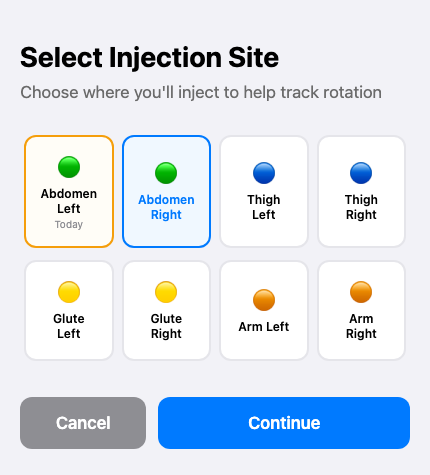 Select Injection Site
Choose where you'll inject to help track rotation
Abdomen
Left
Today
Abdomen
Right
Thigh
Left
Thigh
Right
Glute
Left
Glute
Right
Arm Left
Arm
Right
Cancel
Continue